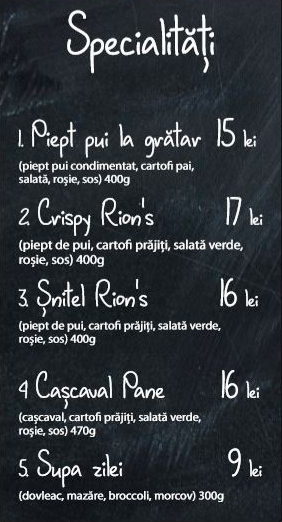 Specialități
1. Piept pui la grătar 15 lei
(piept pui condimentat, cartofi pai,
salată, roșie, sos) 400g
2. Crispy Rion's 17 lei
(piept de pui, cartofi prăjiți, salată verde,
roșie, sos) 400g
3. Șnițel Rion's 16 lei
(piept de pui, cartofi prăjiți, salată verde,
roșie, sos) 400g
4 Cașcaval Pane 16 lei
(cașcaval, cartofi prăjiți, salată verde,
roșie, sos) 470g
5. Supa zilei 9 lei
(dovleac, mazăre, broccoli, morcov) 300g